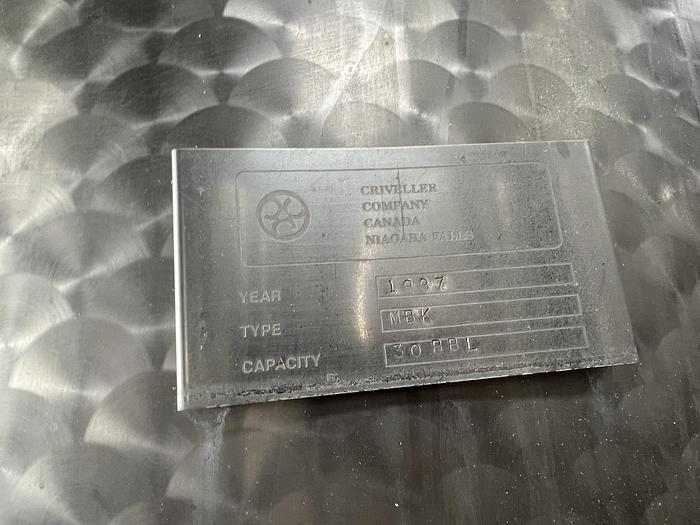 CRIVELLER
COMPANY
CANADA
NIAGARA FALLS
YEAR 1997
TYPE MBK
CAPACITY 30 BBL